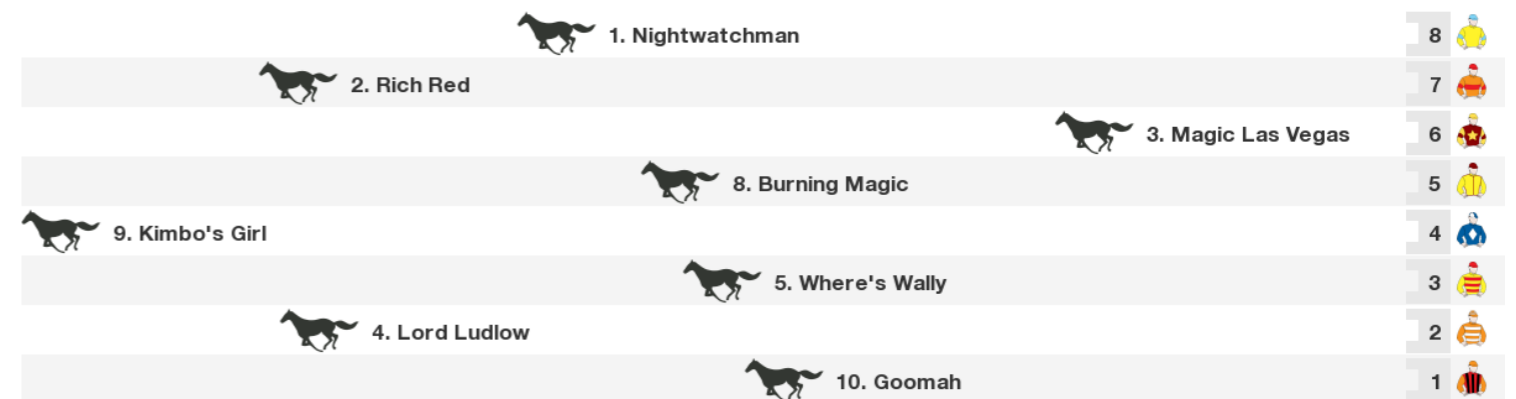 1. Nightwatchman 8
2. Rich Red 7
3. Magic Las Vegas 6
8. Burning Magic 5
9. Kimbo's Girl 4
5. Where's Wally 3
4. Lord Ludlow 2
10. Goomah 1